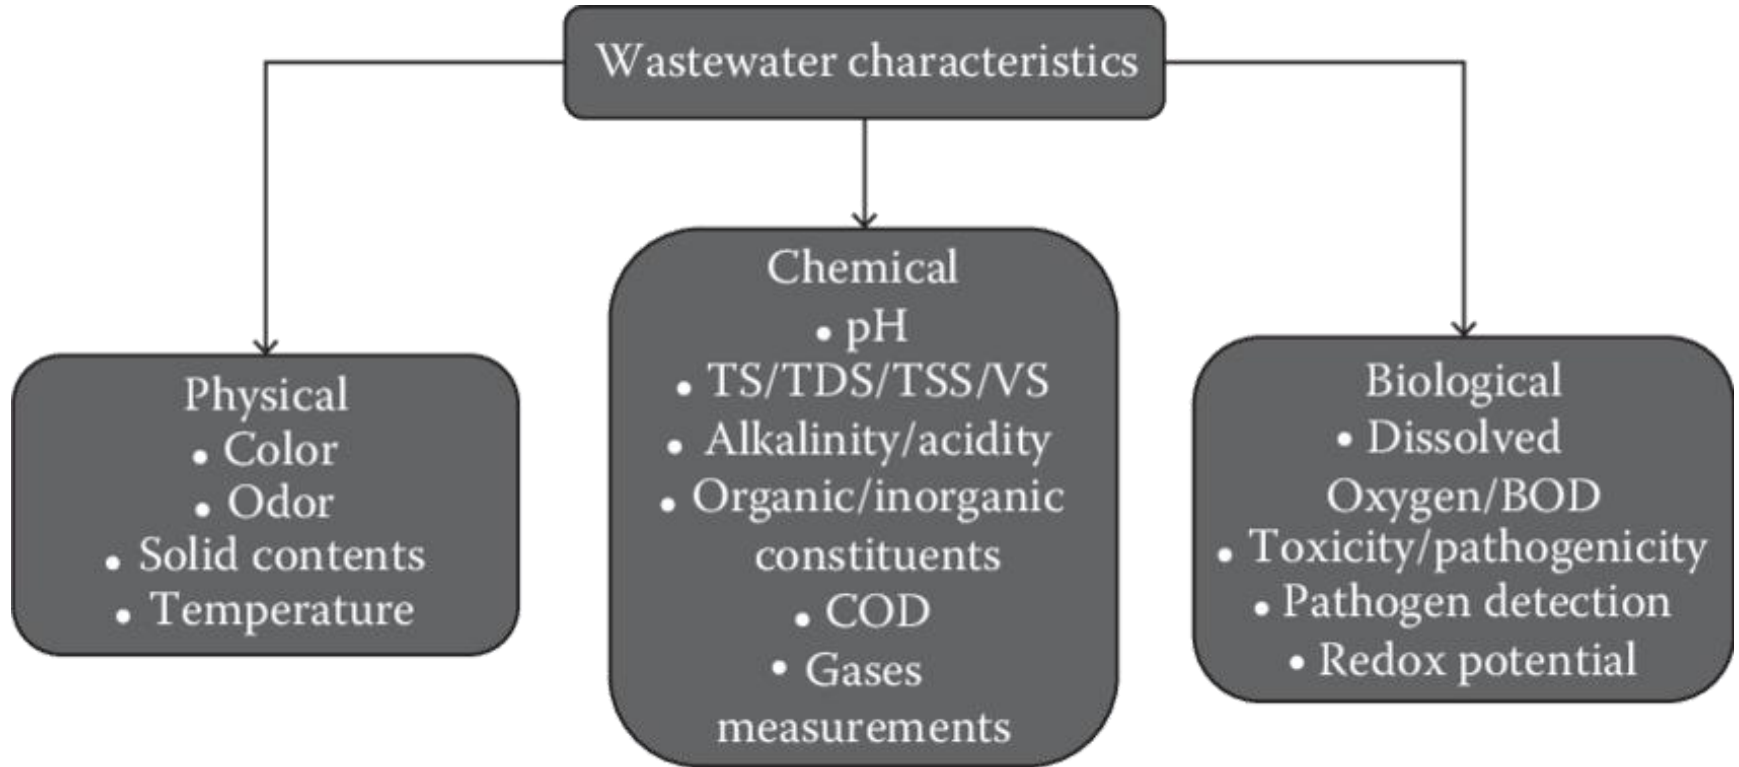 Wastewater characteristics
Physical
• Color
• Odor
• Solid contents
• Temperature
Chemical
• pH
• TS/TDS/TSS/VS
• Alkalinity/acidity
• Organic/inorganic
constituents
• COD
• Gases
measurements
Biological
• Dissolved
Oxygen/BOD
• Toxicity/pathogenicity
• Pathogen detection
• Redox potential